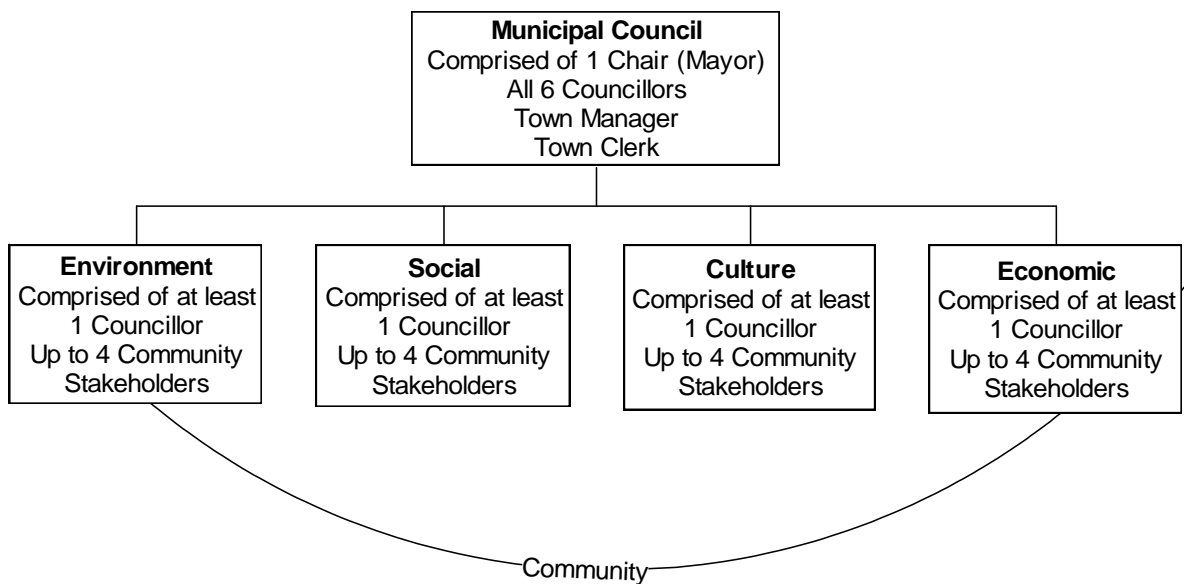 Municipal Council
Comprised of 1 Chair (Mayor)
All 6 Councillors
Town Manager
Town Clerk
Environment
Comprised of at least
1 Councillor
Up to 4 Community
Stakeholders
Social
Comprised of at least
1 Councillor
Up to 4 Community
Stakeholders
Culture
Comprised of at least
1 Councillor
Up to 4 Community
Stakeholders
Economic
Comprised of at least
1 Councillor
Up to 4 Community
Stakeholders
Community